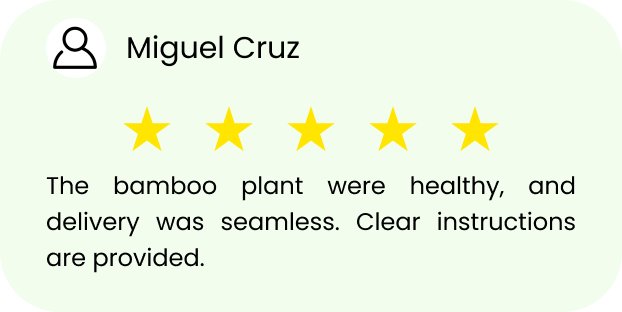 Miguel Cruz
The bamboo plant were healthy, and
delivery was seamless. Clear instructions
are provided.